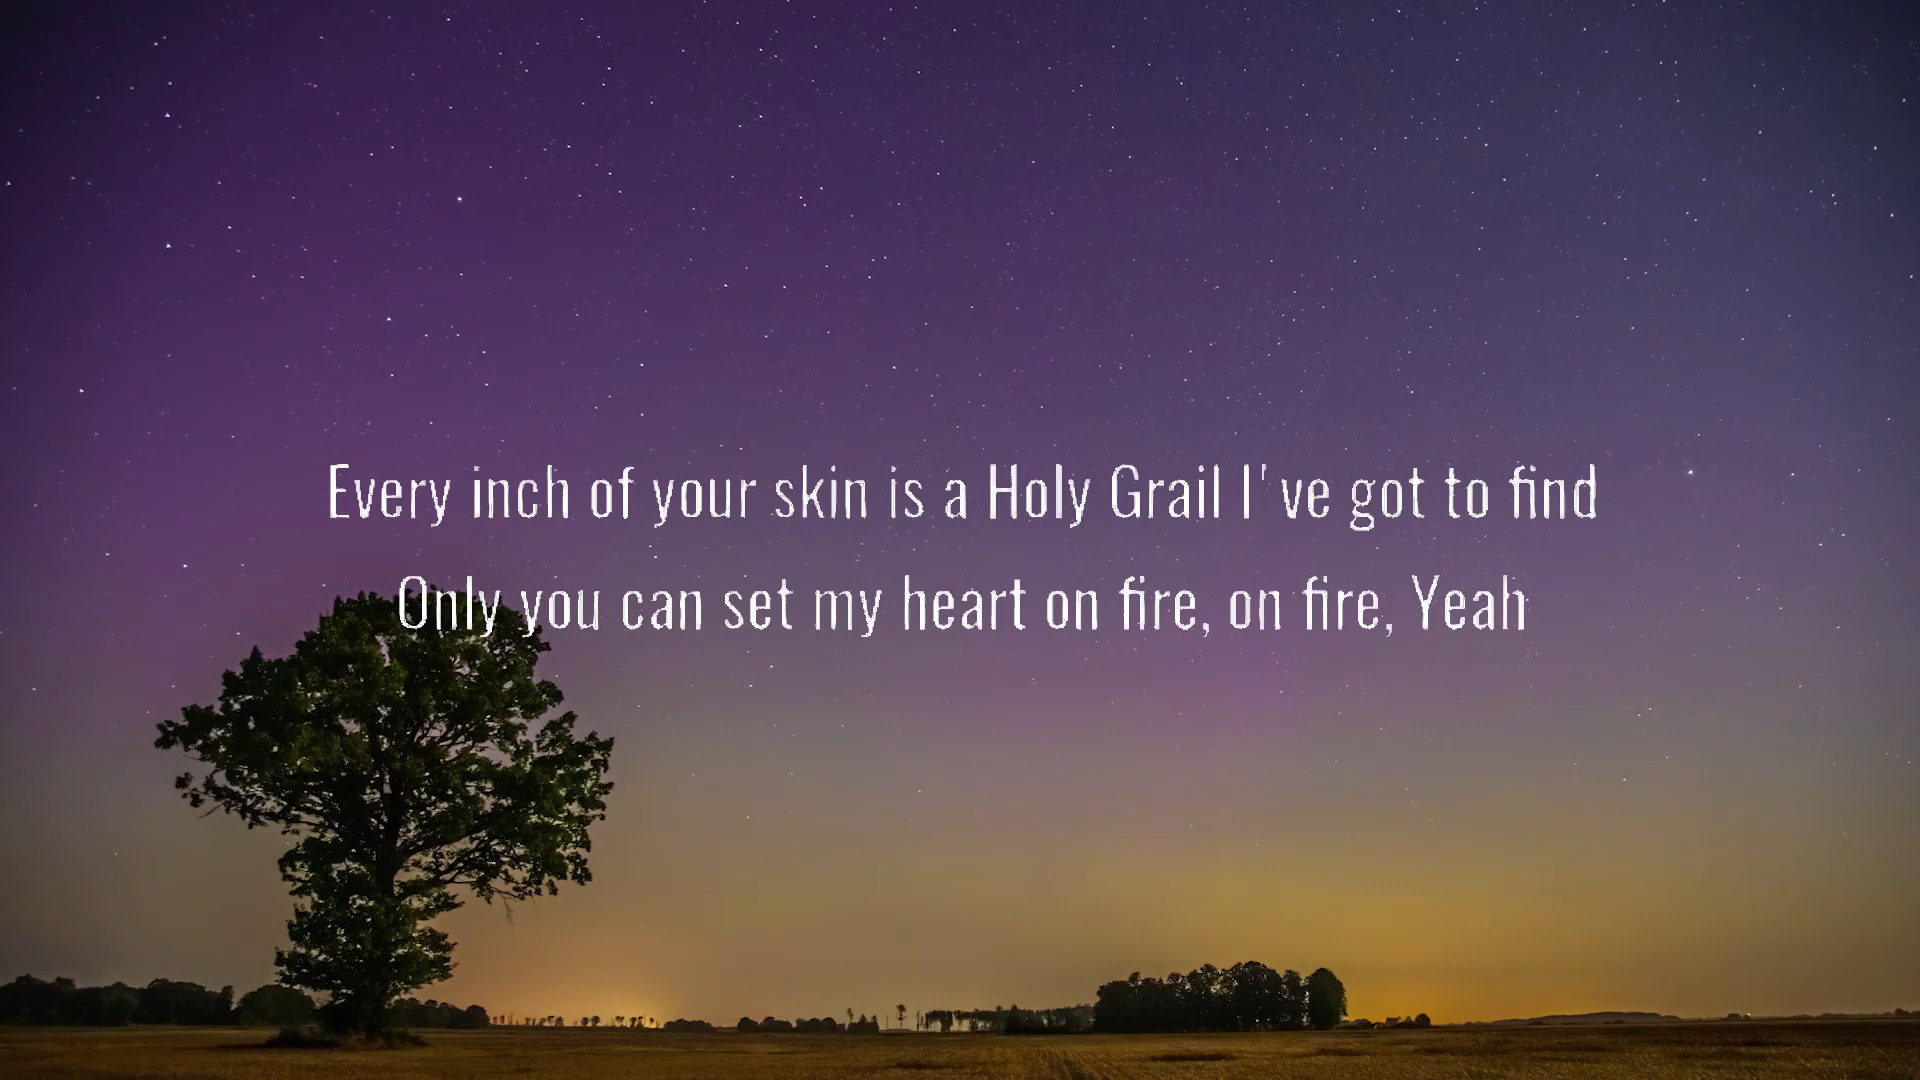 Every inch of your skin is a Holy Grail I've got to find
Only you can set my heart on fire, on fire, Yeah